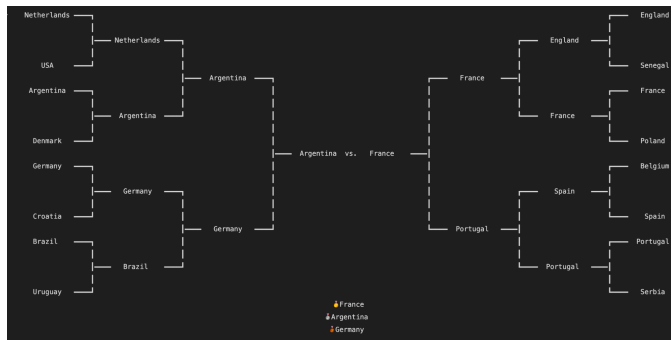 Netherlands England
Netherlands England
USA Argentina France Senegal
Argentina France
Argentina France
Denmark Poland
Argentina vs. France
Germany Belgium
Germany Spain
Croatia Spain
Germany Portugal
Brazil Portugal
Brazil Portugal
Uruguay Serbia
France
Argentina
Germany